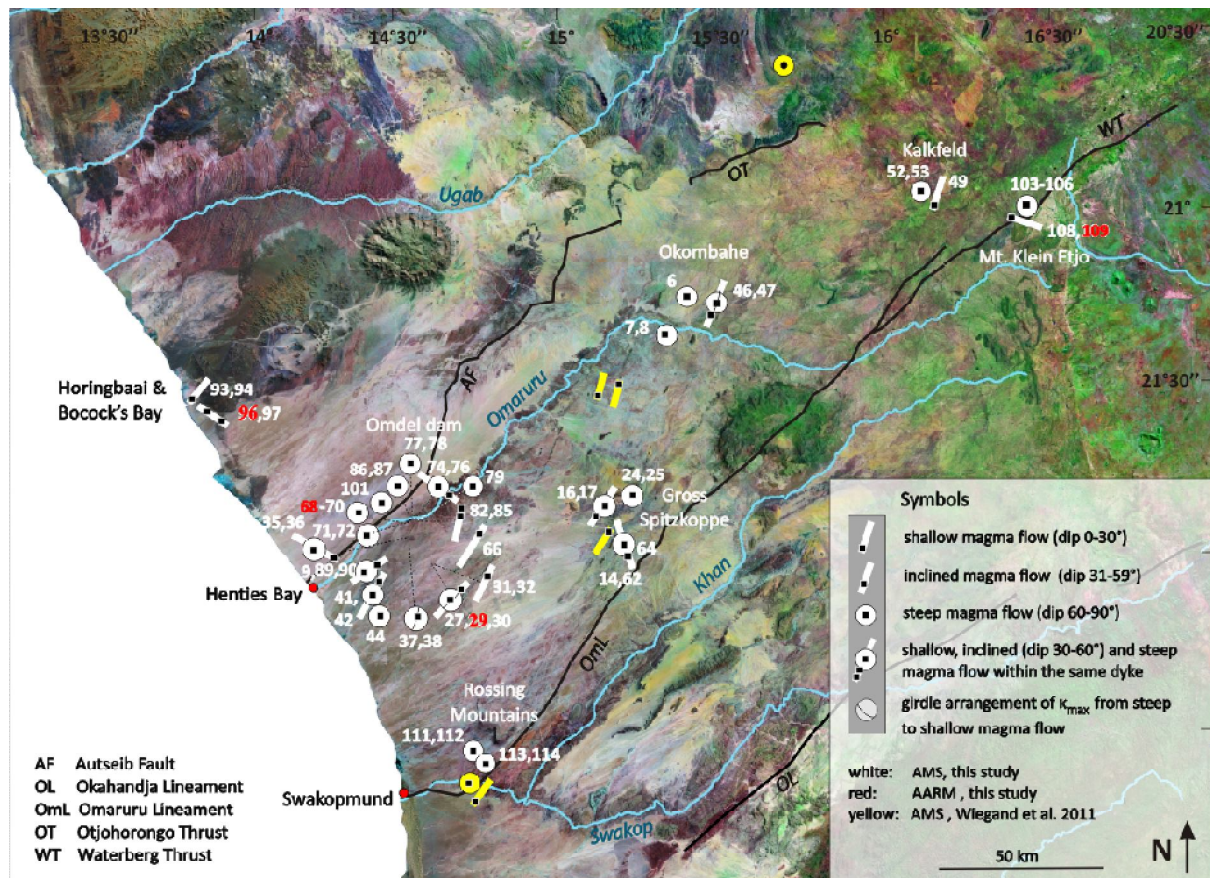 13°30" 14° 14°30" 15° 15°30" 16° 16°30" 20°30"
WT
Kalkfeld
OT
52,53 49
103-106
Ugab
21°
108,109
Mt. Klein Etjo
Okombahe
6
46,47
7,8
21°30"
AF
Omaruru
Horingbaai &
Bocock's Bay
93,94
96,97
Omdel dam
77,78
86,87
74,76
79
24,25
101
16,17
Gross
Spitzkoppe
68-70
82,85
35,36
71,72
66
64
14,62
Khan
9,
89,90
31,32
Henties Bay
41,
42
27,29,30
44
37,38
OmL
Rossing
Mountains
111,112
113,114
OL
Swakopmund
Swakop
AF Autseib Fault
OL Okahandja Lineament
OmL Omaruru Lineament
OT Otjohorongo Thrust
WT Waterberg Thrust
Symbols
shallow magma flow (dip 0-30°)
inclined magma flow (dip 31-59°)
steep magma flow (dip 60-90°)
shallow, inclined (dip 30-60°) and steep
magma flow within the same dyke
girdle arrangement of κmax from steep
to shallow magma flow
white: AMS, this study
red: AARM , this study
yellow: AMS , Wiegand et al. 2011
50 km
N